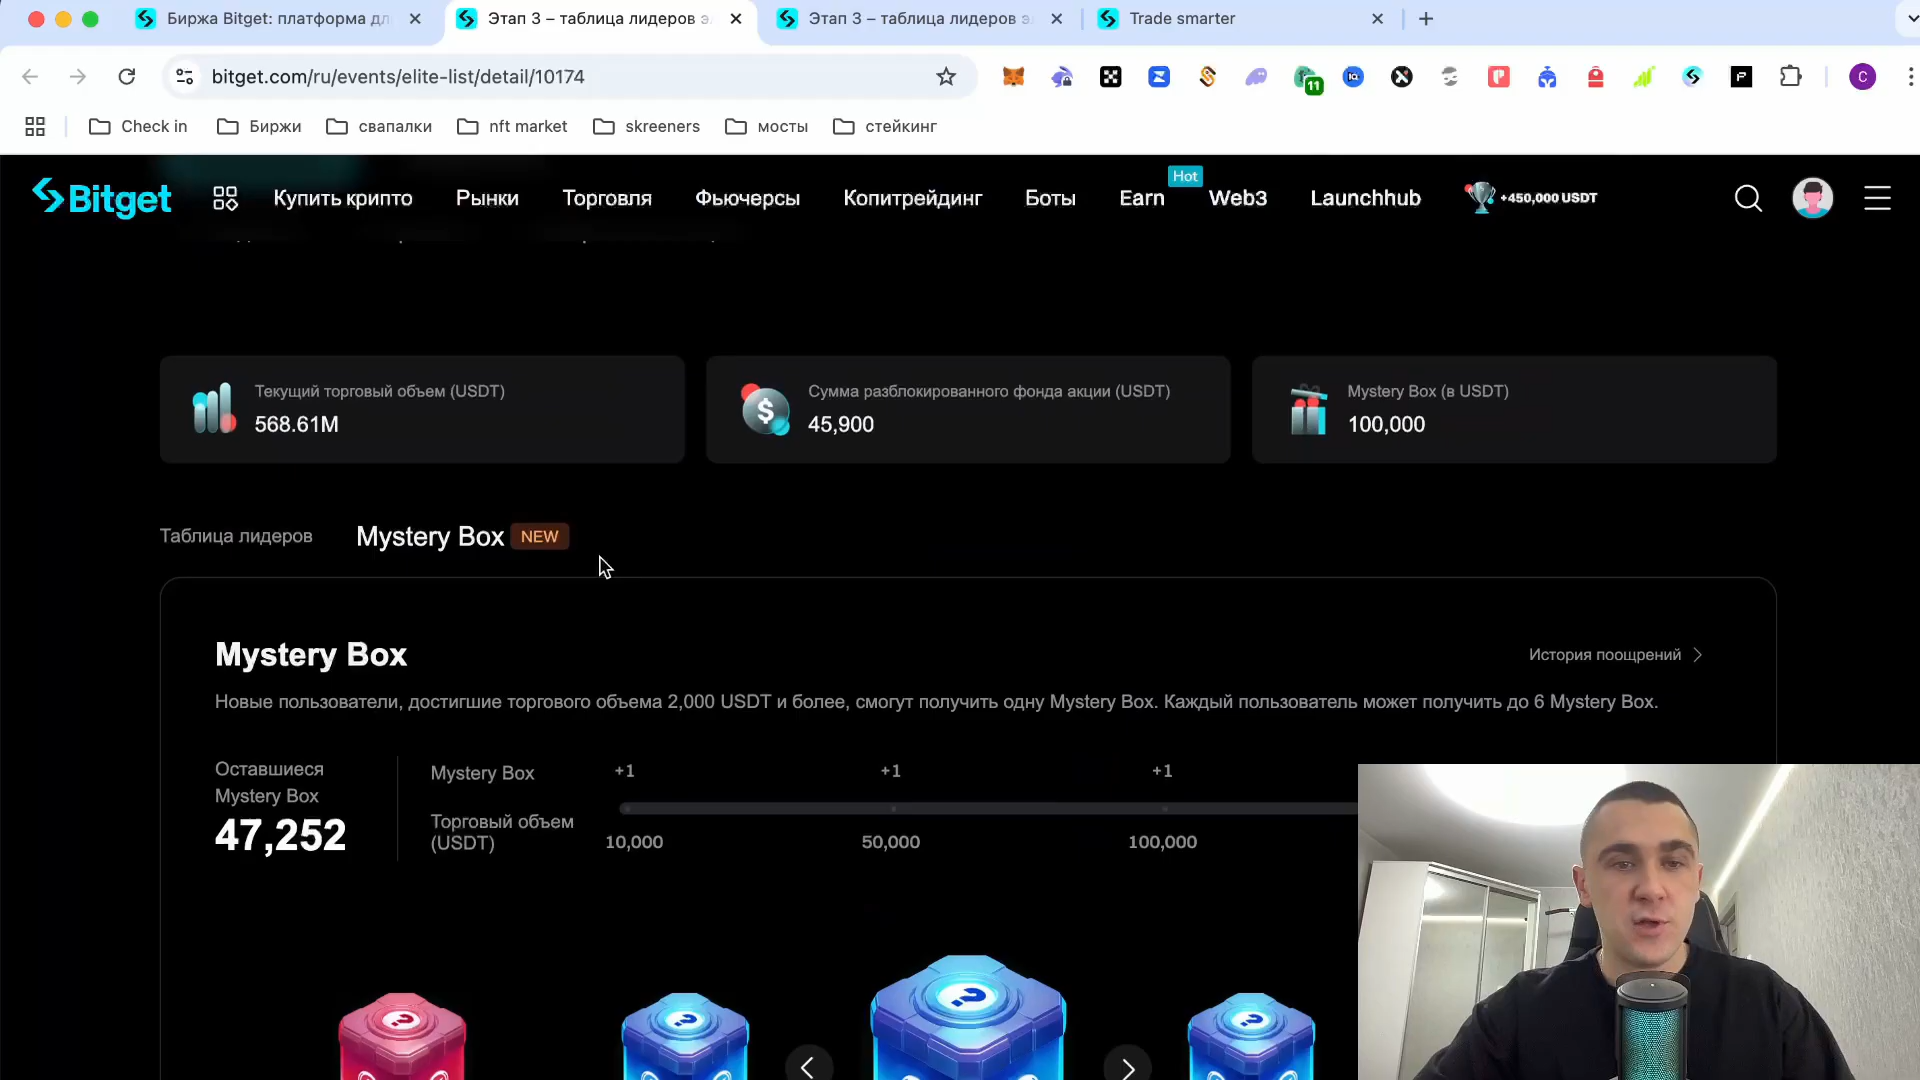 Биржа Bitget: платформа дл
Этап 3 – таблица лидеров э
Этап 3 – таблица лидеров э
Trade smarter
bitget.com/ru/events/elite-list/detail/10174
11
C
Check in
Биржи
свапалки
nft market
skreeners
мосты
стейкинг
Bitget
Купить крипто
Рынки
Торговля
Фьючерсы
Копитрейдинг
Боты
Earn
Hot
Web3
Launchhub
+450,000 USDT
Текущий торговый объем (USDT)
568.61M
Сумма разблокированного фонда акции (USDT)
45,900
Mystery Box (в USDT)
100,000
Таблица лидеров
Mystery Box NEW
Mystery Box
История поощрений
Новые пользователи, достигшие торгового объема 2,000 USDT и более, смогут получить одну Mystery Box. Каждый пользователь может получить до 6 Mystery Box.
Оставшиеся
Mystery Box
47,252
Mystery Box
+1
+1
+1
Торговый объем
(USDT)
10,000
50,000
100,000